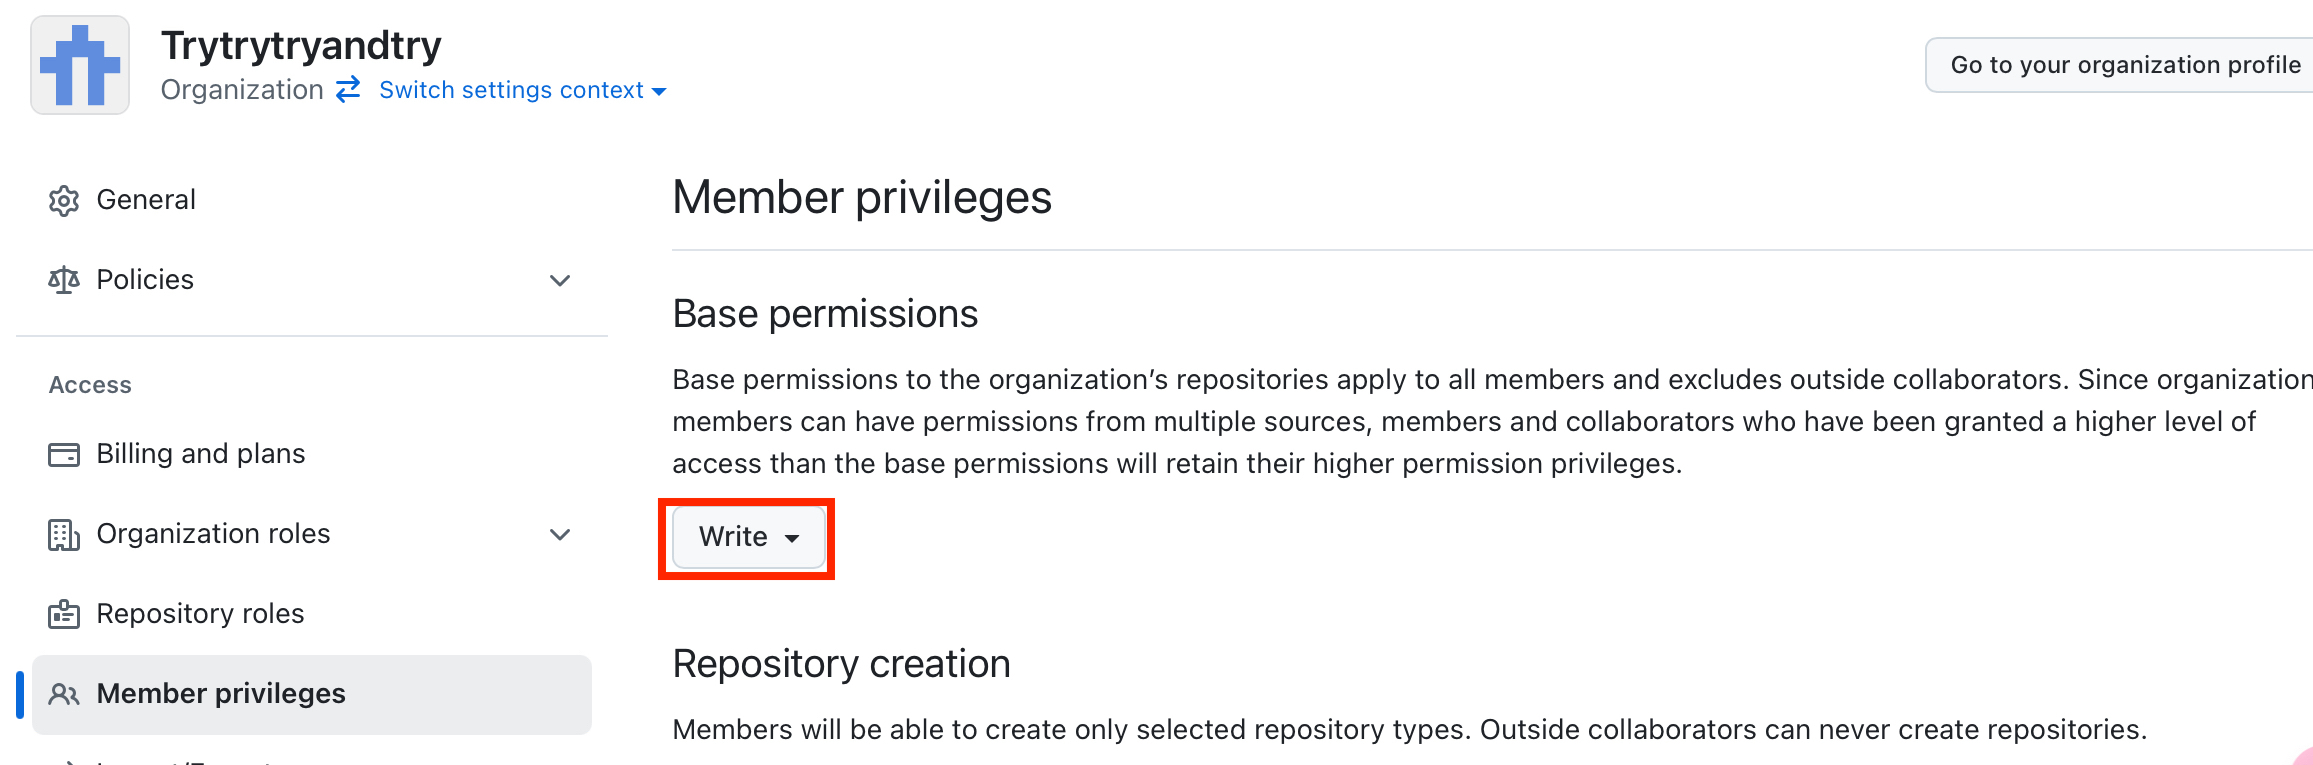 Trytrytryandtry
Organization Switch settings context
Go to your organization profile
General
Policies
Access
Billing and plans
Organization roles
Repository roles
Member privileges
Member privileges
Base permissions
Base permissions to the organization’s repositories apply to all members and excludes outside collaborators. Since organization
members can have permissions from multiple sources, members and collaborators who have been granted a higher level of
access than the base permissions will retain their higher permission privileges.
Write
Repository creation
Members will be able to create only selected repository types. Outside collaborators can never create repositories.